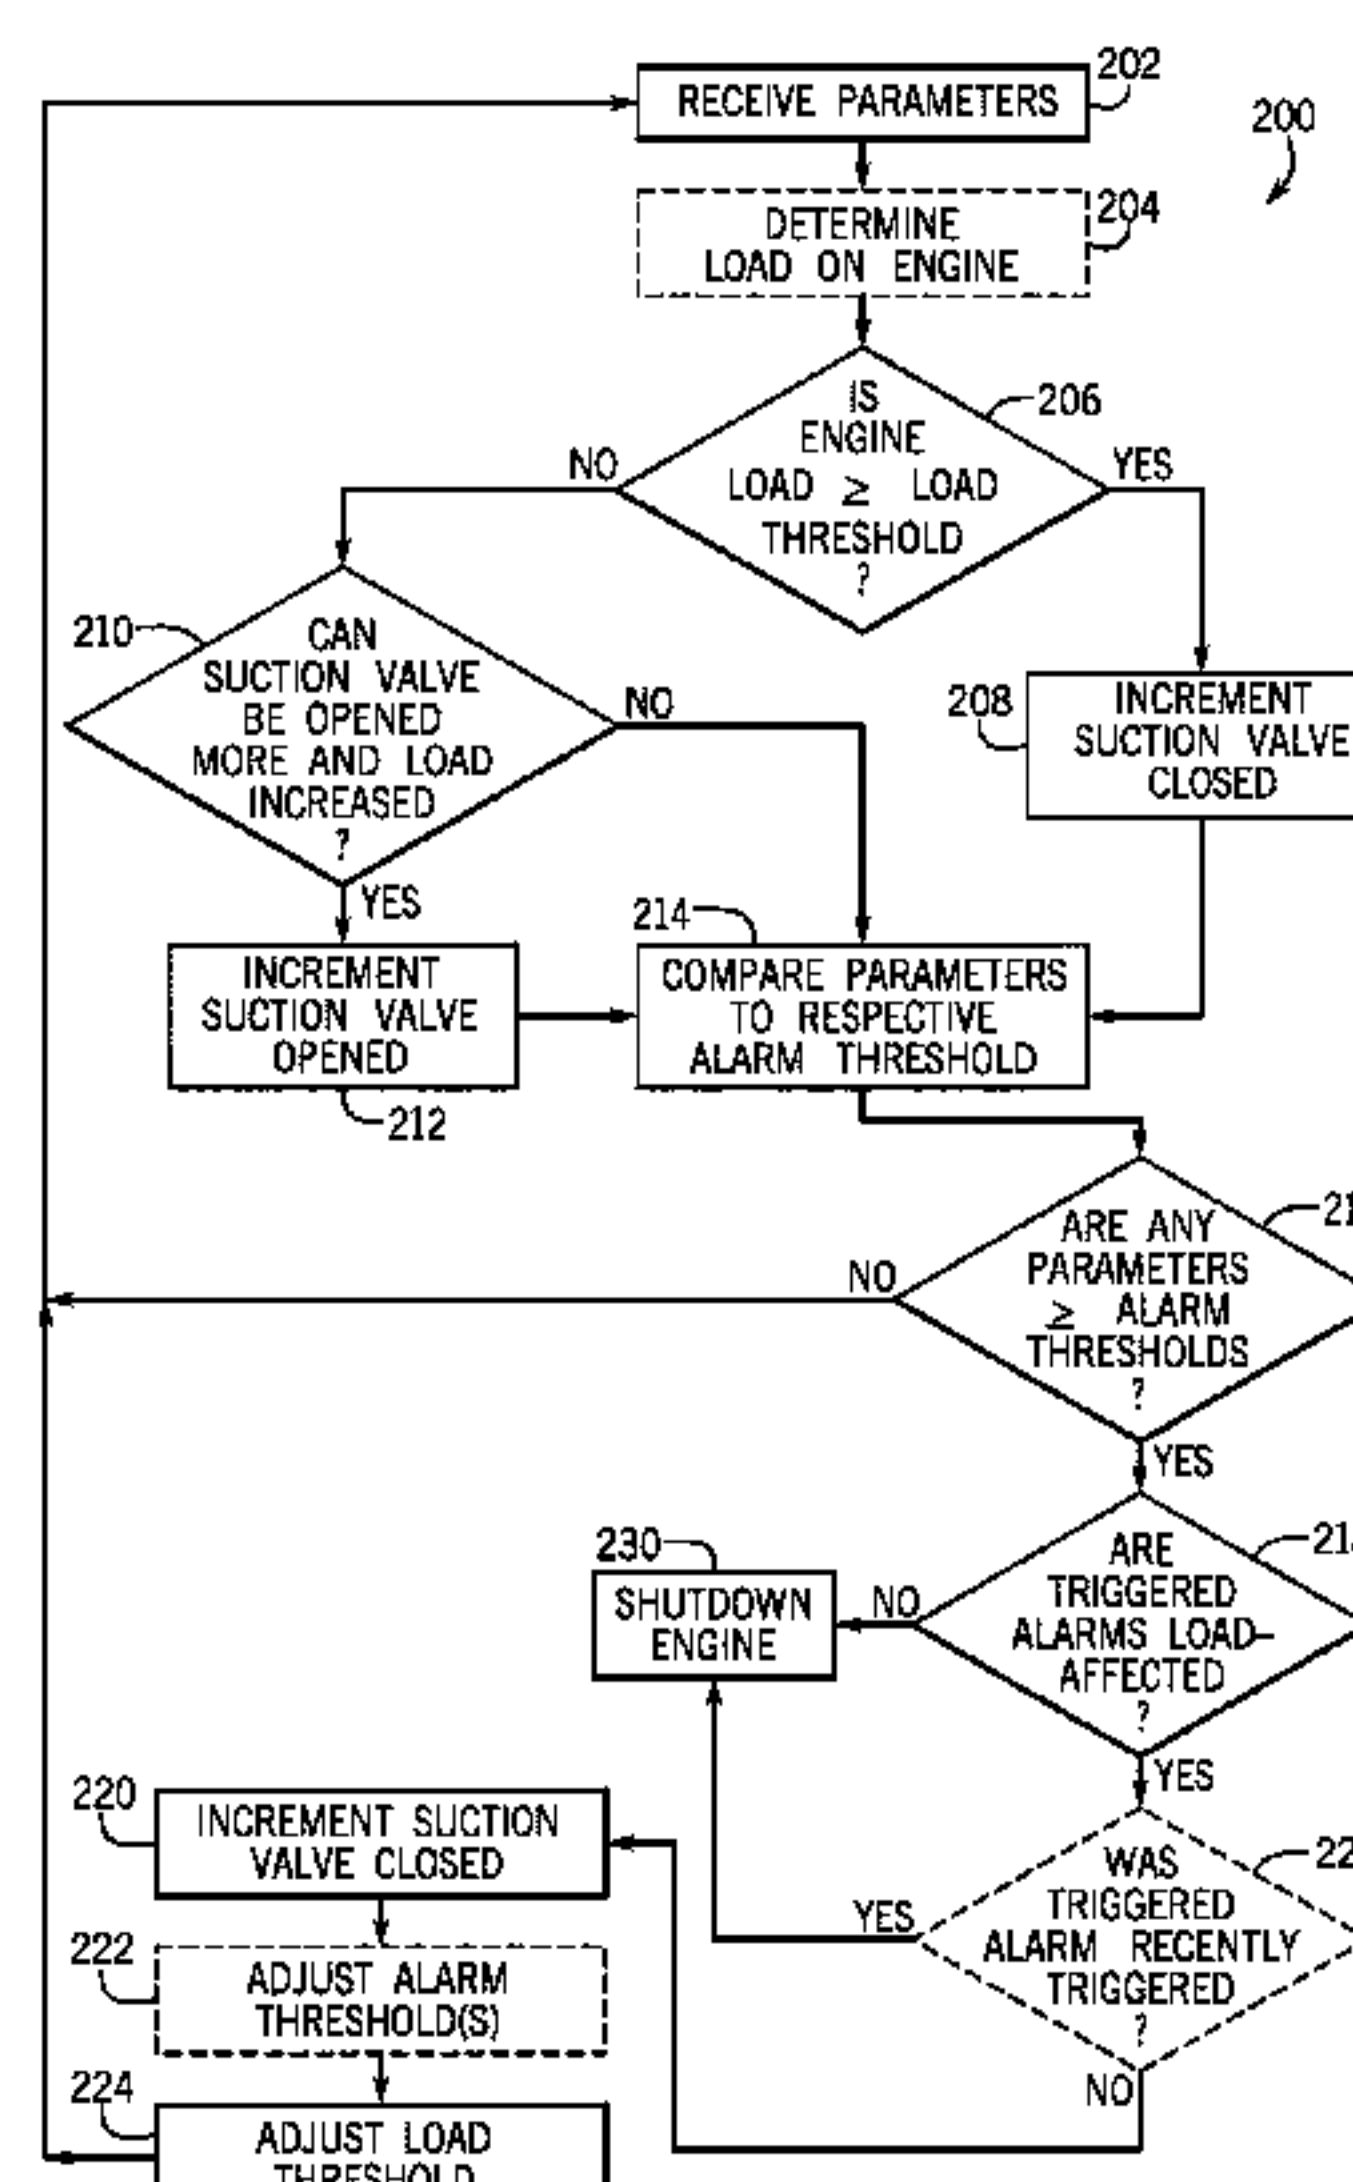 202
RECEIVE PARAMETERS
200
204
DETERMINE
LOAD ON ENGINE
206
IS
ENGINE
LOAD ≥ LOAD
THRESHOLD
?
NO
YES
210
CAN
SUCTION VALVE
BE OPENED
MORE AND LOAD
INCREASED
?
NO
208
INCREMENT
SUCTION VALVE
CLOSED
YES
214
INCREMENT
SUCTION VALVE
OPENED
212
COMPARE PARAMETERS
TO RESPECTIVE
ALARM THRESHOLD
ARE ANY
PARAMETERS
≥ ALARM
THRESHOLDS
?
NO
YES
230
SHUTDOWN
ENGINE
NO
ARE
TRIGGERED
ALARMS LOAD-
AFFECTED
?
YES
220
INCREMENT SUCTION
VALVE CLOSED
WAS
TRIGGERED
ALARM RECENTLY
TRIGGERED
?
YES
NO
222
ADJUST ALARM
THRESHOLD(S)
224
ADJUST LOAD
THRESHOLD